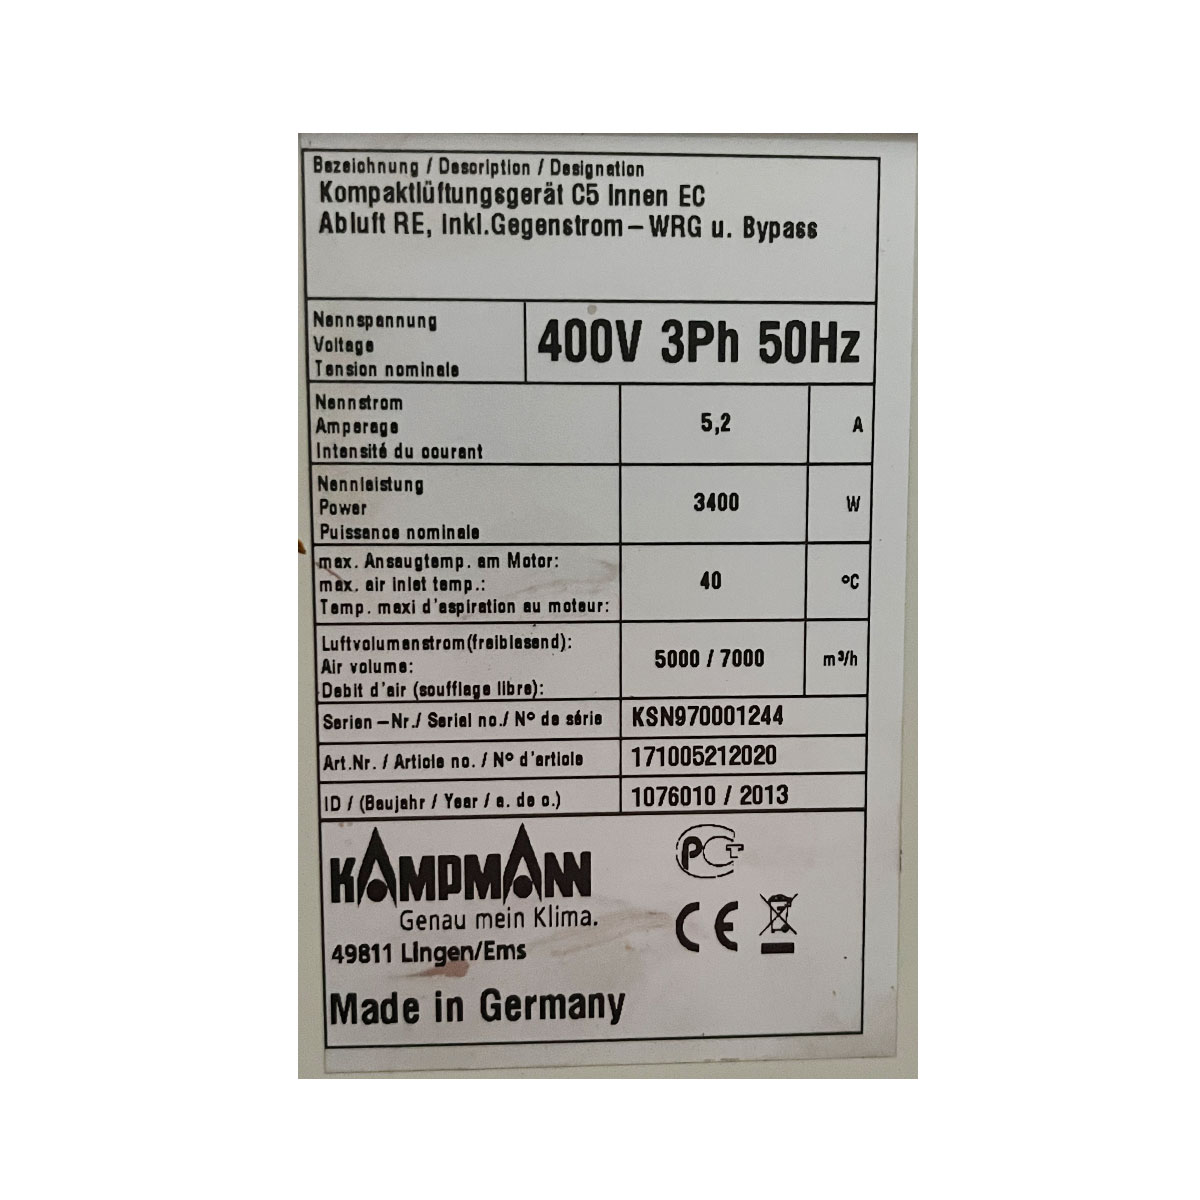 Bezeichnung / Description / Designation
Kompaktlüftungsgerät C5 Innen EC
Abluft RE, Inkl.Gegenstrom-WRG u. Bypass
Nennspannung
Voltage
Tension nominale
400V 3Ph 50Hz
Nennstrom
Amperage
Intensité du courant
5,2
A
Nennleistung
Power
Puissance nominale
3400
W
max. Ansaugtemp. am Motor:
max. air inlet temp.:
Temp. maxi d'aspiration au moteur:
40
°C
Luftvolumenstrom(freiblasend):
Air volume:
Debit d'air (soufflage libre):
5000 / 7000
m³/h
Serien-Nr./ Serial no./ N° de série
KSN970001244
Art.Nr. / Article no. / N° d'article
171005212020
ID / (Baujahr / Year / a. de c.)
1076010 / 2013
KAMPMANN
Genau mein Klima.
49811 Lingen/Ems
Made in Germany
PCT
CE